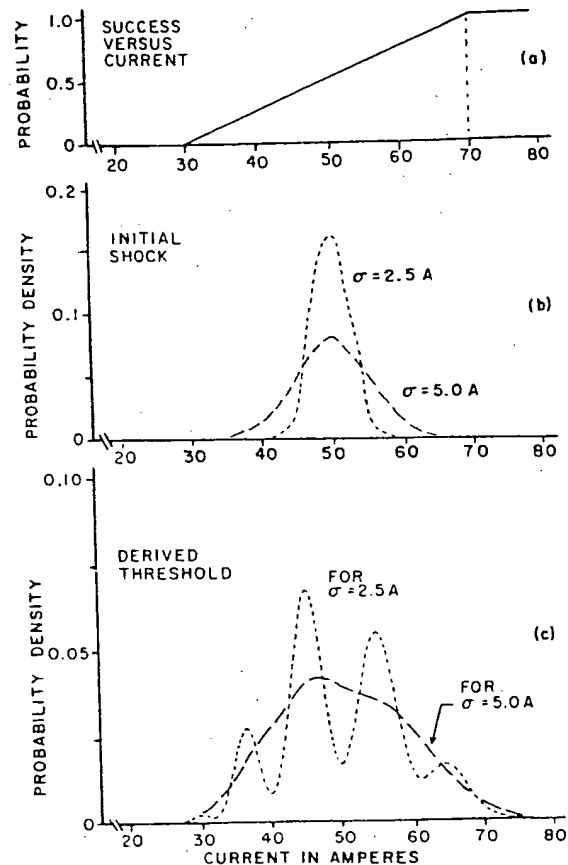 PROBABILITY
1.0
0.5
0
SUCCESS
VERSUS
CURRENT
(a)
20 30 40 50 60 70 80
PROBABILITY DENSITY
0.2
0.1
0
INITIAL
SHOCK
σ=2.5 A
(b)
σ=5.0 A
20 30 40 50 60 70 80
PROBABILITY DENSITY
0.10
0.05
0
DERIVED
THRESHOLD
FOR
σ=2.5 A
(c)
FOR
σ=5.0 A
20 30 40 50 60 70 80
CURRENT IN AMPERES